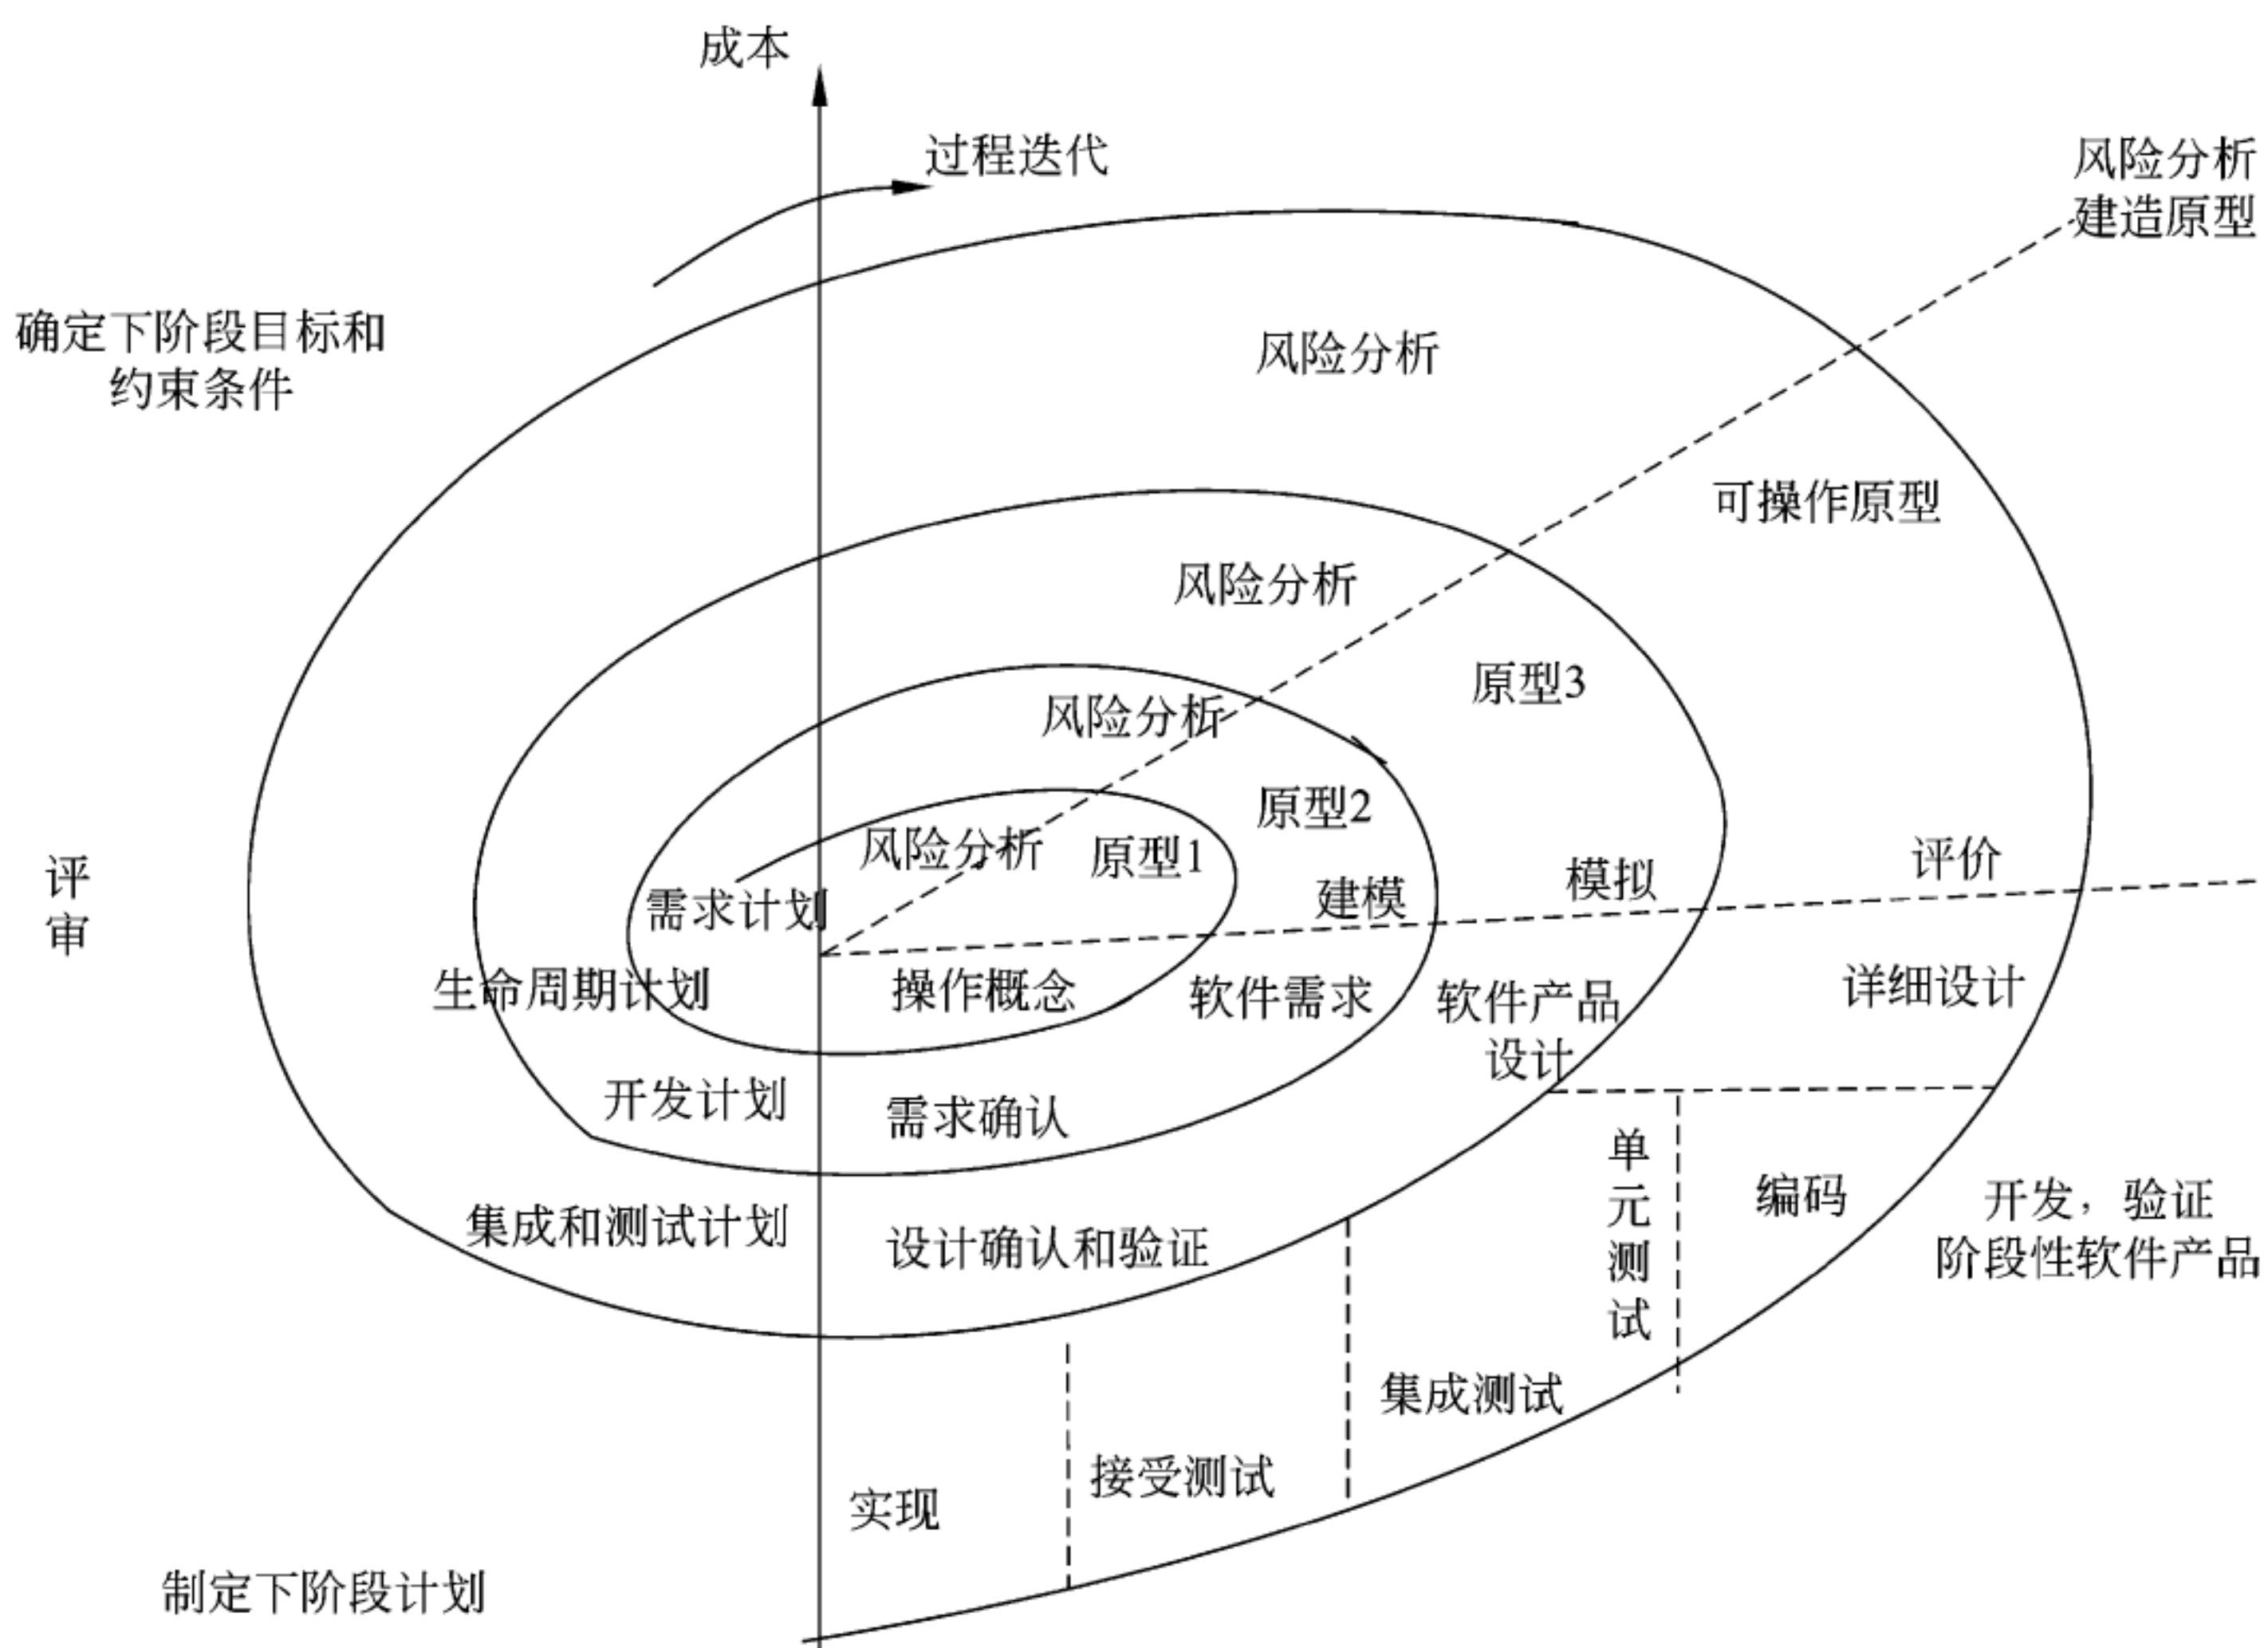 成本
过程迭代
风险分析
建造原型
确定下阶段目标和
约束条件
风险分析
可操作原型
风险分析
原型3
风险分析
原型2
风险分析
原型1
评审
需求计划
建模
模拟
评价
生命周期计划
操作概念
软件需求
软件产品
设计
详细设计
开发计划
需求确认
单元测试
编码
开发，验证
阶段性软件产品
集成和测试计划
设计确认和验证
集成测试
接受测试
实现
制定下阶段计划